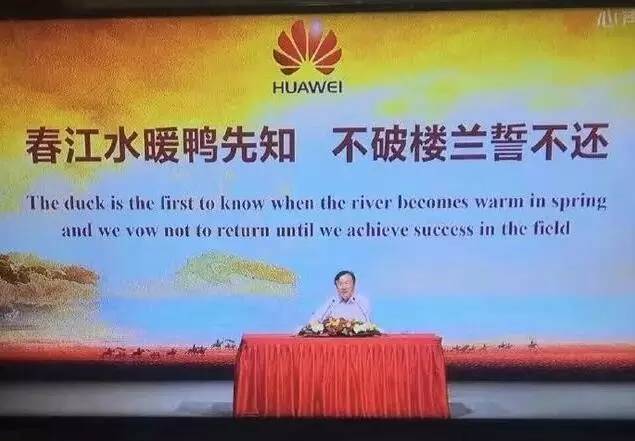 心声
HUAWEI
春江水暖鸭先知 不破楼兰誓不还
The duck is the first to know when the river becomes warm in spring
and we vow not to return until we achieve success in the field